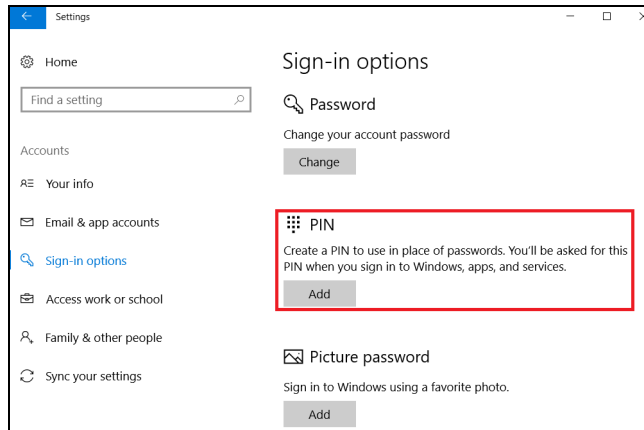 Settings
Home
Find a setting
Accounts
Your info
Email & app accounts
Sign-in options
Access work or school
Family & other people
Sync your settings
Sign-in options
Password
Change your account password
Change
PIN
Create a PIN to use in place of passwords. You'll be asked for this
PIN when you sign in to Windows, apps, and services.
Add
Picture password
Sign in to Windows using a favorite photo.
Add